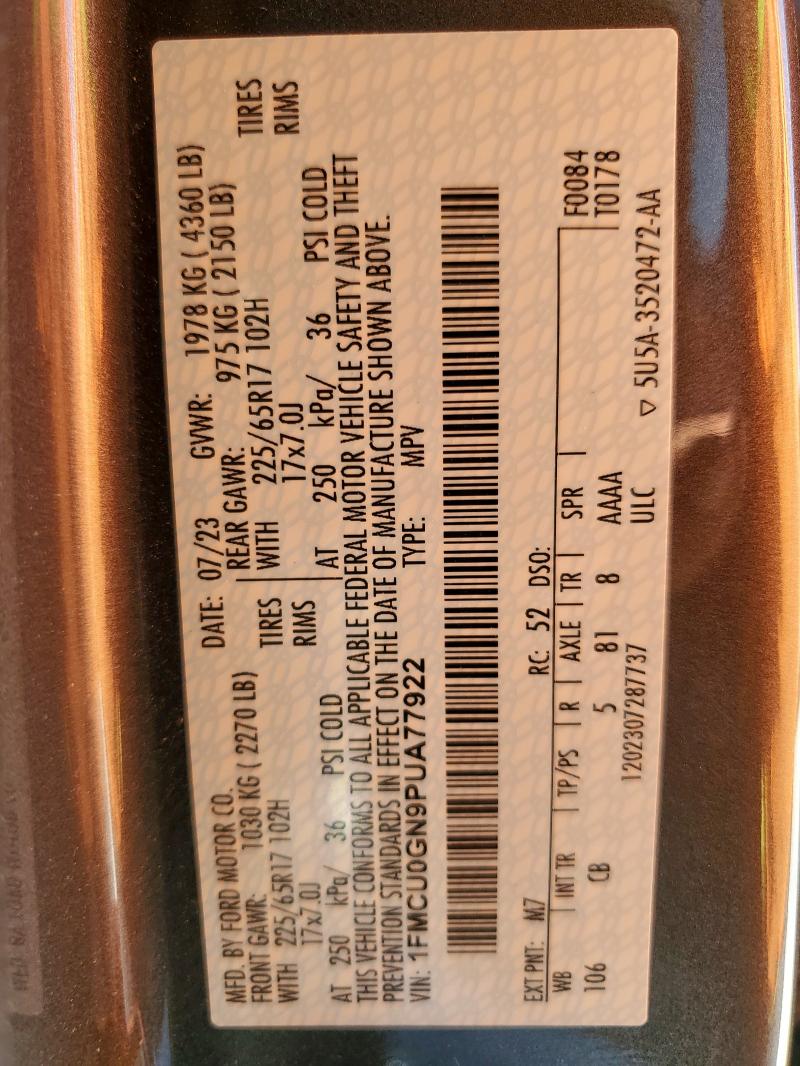 MFD. BY FORD MOTOR CO.
DATE: 07/23 GVWR: 1978 KG ( 4360 LB)
FRONT GAWR: 1030 KG ( 2270 LB) REAR GAWR: 975 KG ( 2150 LB)
WITH 225/65R17 102H TIRES WITH 225/65R17 102H TIRES
17x7.0J RIMS 17x7.0J RIMS
AT 250 kPa/ 36 PSI COLD AT 250 kPa/ 36 PSI COLD
THIS VEHICLE CONFORMS TO ALL APPLICABLE FEDERAL MOTOR VEHICLE SAFETY AND THEFT
PREVENTION STANDARDS IN EFFECT ON THE DATE OF MANUFACTURE SHOWN ABOVE.
VIN: 1FMCU0GN9PUA77922 TYPE: MPV
EXT PNT: M7 RC: 52 DSO:
WB INT TR TP/PS R AXLE TR SPR F0084
106 CB 5 81 8 AAAA T0178
ULC
1202307287737
▽ 5U5A-3520472-AA